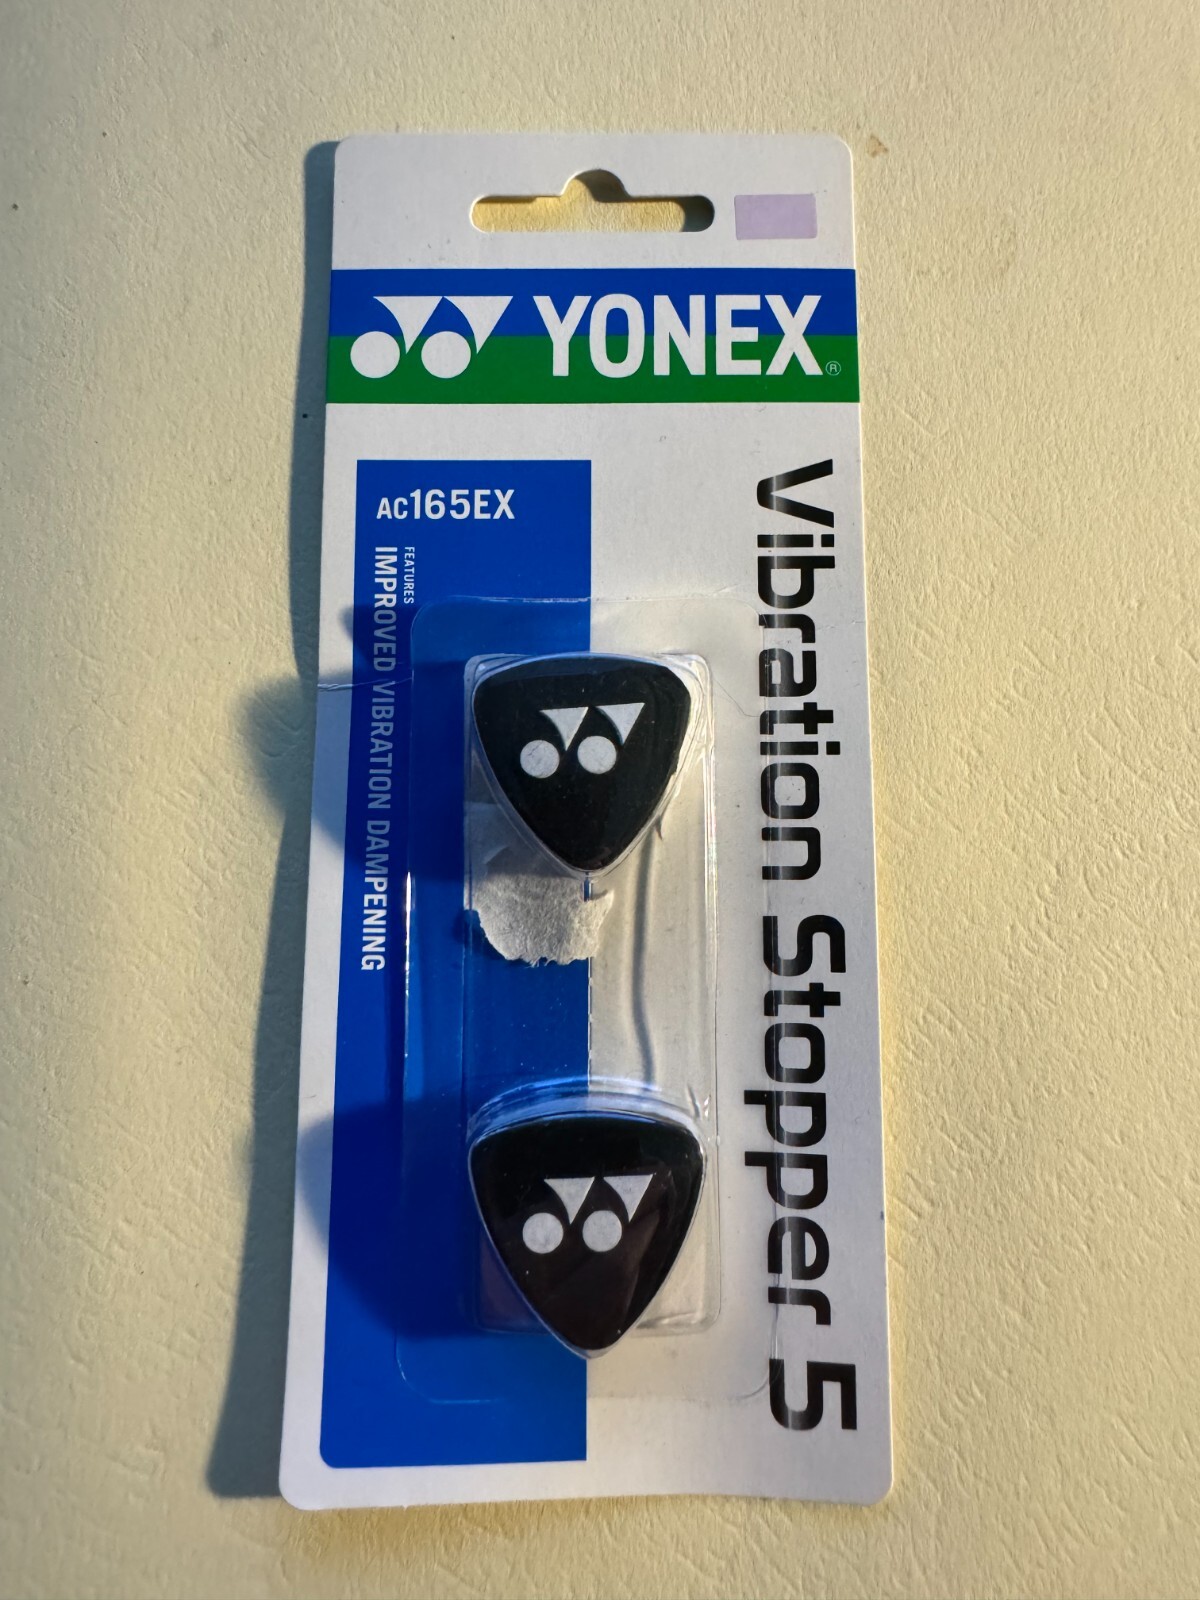 YONEX®
AC165EX
FEATURES
IMPROVED VIBRATION DAMPENING
Vibration Stopper 5